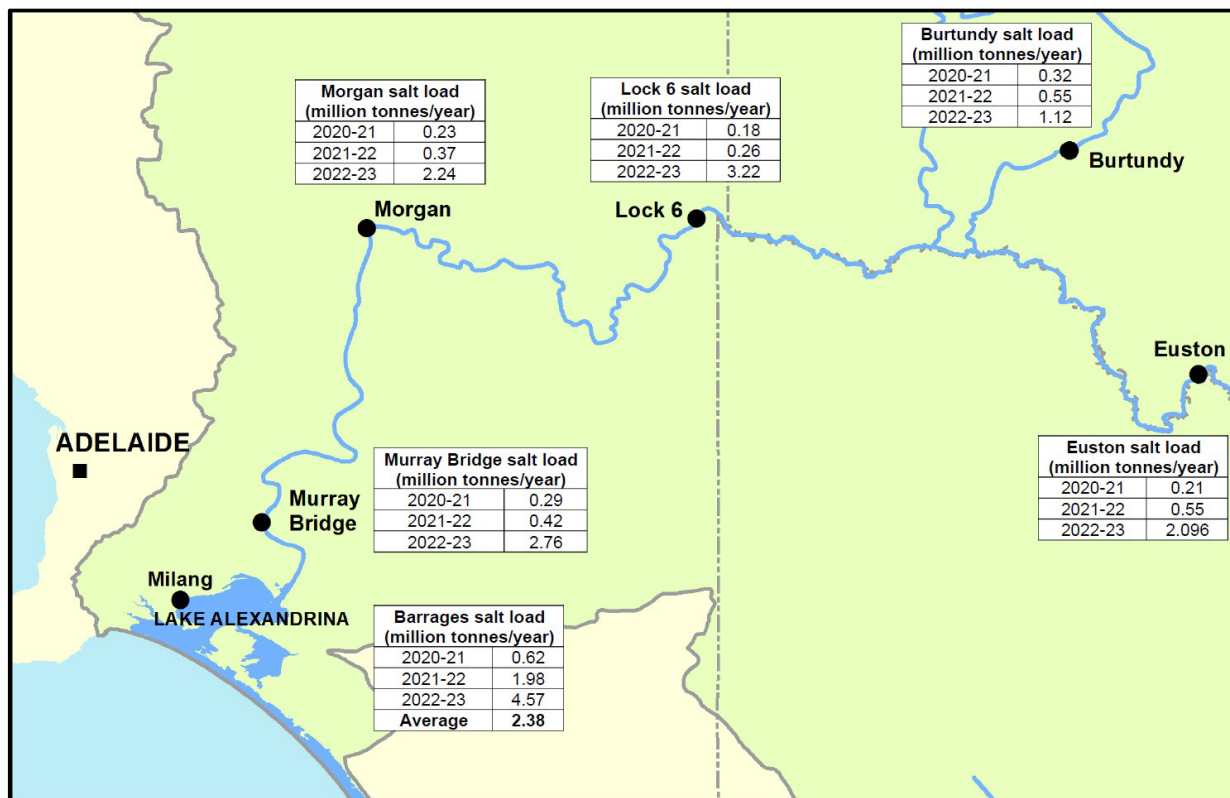 Burtundy salt load
(million tonnes/year)
2020-21 0.32
2021-22 0.55
2022-23 1.12
Morgan salt load
(million tonnes/year)
2020-21 0.23
2021-22 0.37
2022-23 2.24
Lock 6 salt load
(million tonnes/year)
2020-21 0.18
2021-22 0.26
2022-23 3.22
Burtundy
Morgan
Lock 6
Euston
ADELAIDE
Euston salt load
(million tonnes/year)
2020-21 0.21
2021-22 0.55
2022-23 2.096
Murray Bridge salt load
(million tonnes/year)
2020-21 0.29
2021-22 0.42
2022-23 2.76
Murray
Bridge
Milang
LAKE ALEXANDRINA
Barrages salt load
(million tonnes/year)
2020-21 0.62
2021-22 1.98
2022-23 4.57
Average 2.38